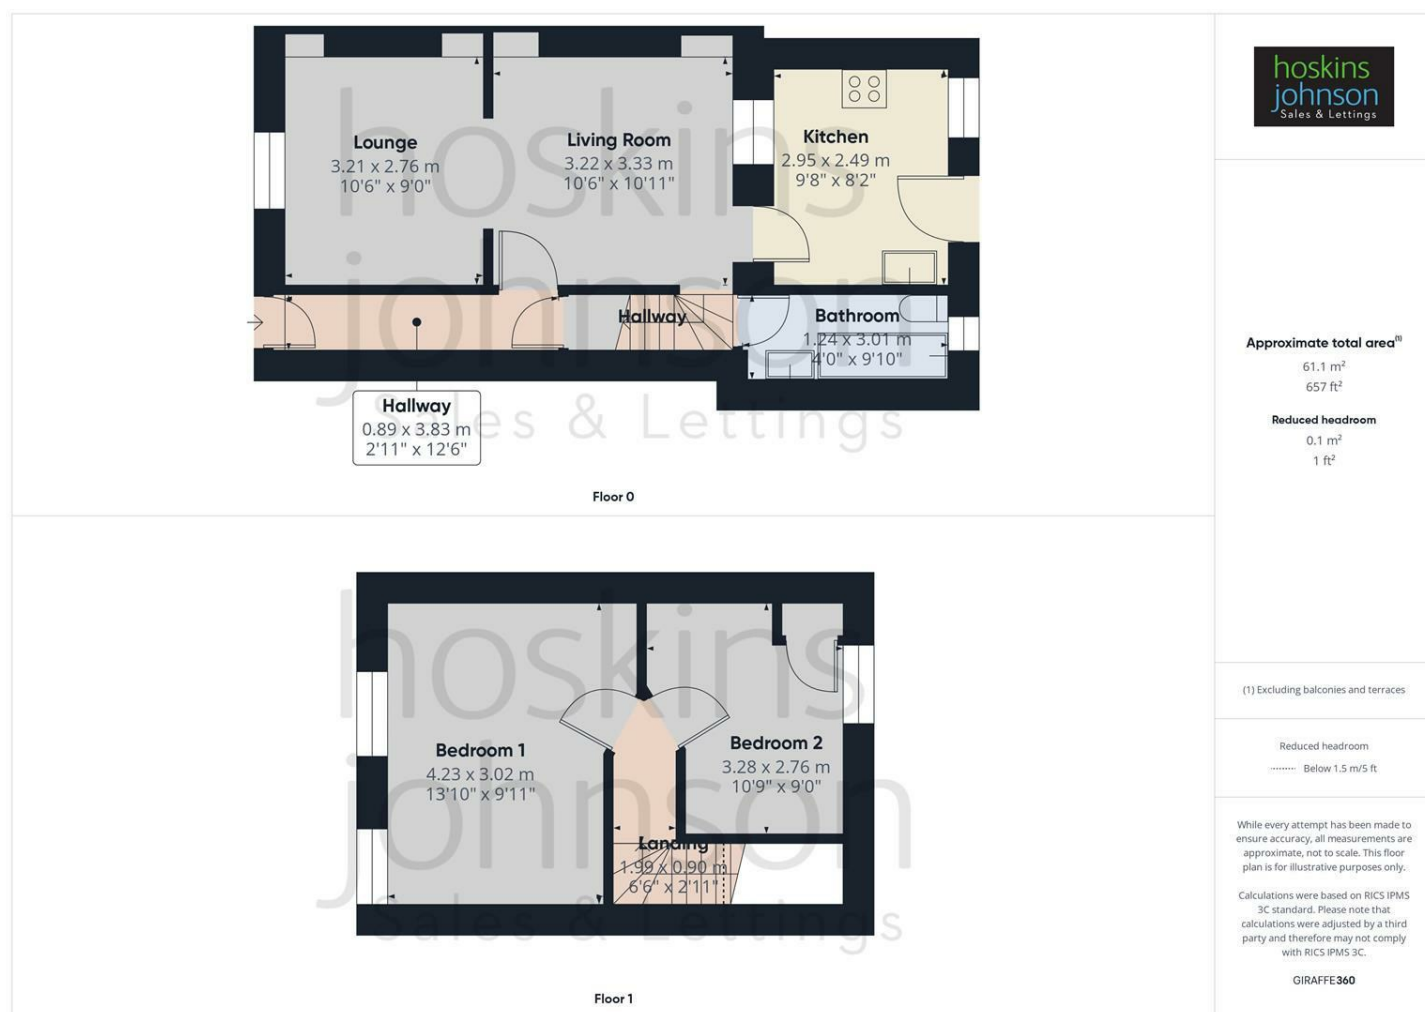 hoskins
johnson
Sales & Lettings
Lounge
3.21 x 2.76 m
10'6" x 9'0"
Living Room
3.22 x 3.33 m
10'6" x 10'11"
Kitchen
2.95 x 2.49 m
9'8" x 8'2"
Hallway
Bathroom
1.24 x 3.01 m
4'0" x 9'10"
Hallway
0.89 x 3.83 m
2'11" x 12'6"
hoskins
johnson
Sales & Lettings
Floor 0
Bedroom 1
4.23 x 3.02 m
13'10" x 9'11"
Bedroom 2
3.28 x 2.76 m
10'9" x 9'0"
Landing
1.99 x 0.90 m
6'6" x 2'11"
hoskins
johnson
Sales & Lettings
Floor 1
Approximate total area(1)
61.1 m²
657 ft²
Reduced headroom
0.1 m²
1 ft²
(1) Excluding balconies and terraces
Reduced headroom
Below 1.5 m/5 ft
While every attempt has been made to
ensure accuracy, all measurements are
approximate, not to scale. This floor
plan is for illustrative purposes only.
Calculations were based on RICS IPMS
3C standard. Please note that
calculations were adjusted by a third
party and therefore may not comply
with RICS IPMS 3C.
GIRAFFE360